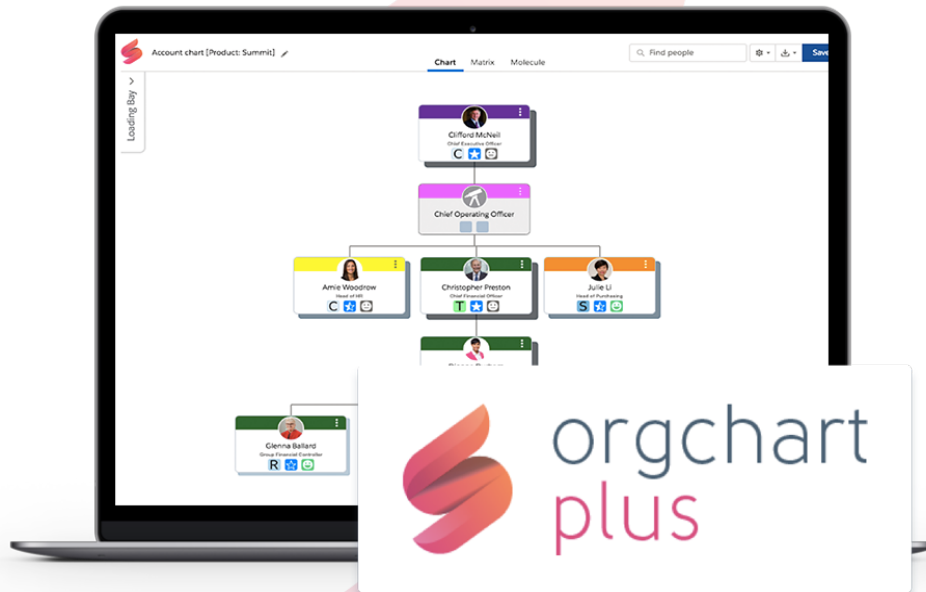 Account chart [Product: Summit]
Find people
Save
Chart Matrix Molecule
Loading Bay
Clifford McNeil
Chief Executive Officer
C
Chief Operating Officer
Amie Woodrow
Head of HR
C
Christopher Preston
Chief Financial Officer
T
Julie Li
Head of Purchasing
S
Glenna Ballard
Group Financial Controller
R
orgchart
plus